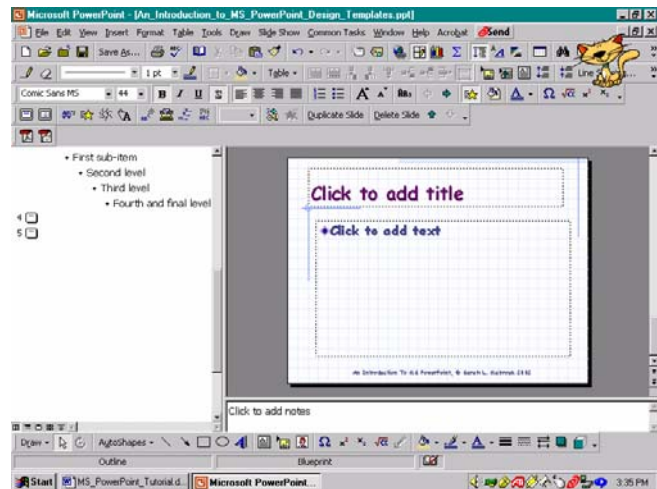 Microsoft PowerPoint - [An_Introduction_to_MS_PowerPoint_Design_Templates.ppt]
File Edit View Insert Format Table Tools Draw Slide Show Common Tasks Window Help Acrobat Send
Save As...
1 pt Table Line
Comic Sans MS 44 B I U S
Duplicate Slide Delete Slide
• First sub-item
• Second level
• Third level
• Fourth and final level
4
5
Click to add title
Click to add text
An Introduction To MS PowerPoint, ©
Click to add notes
Draw AutoShapes
Outline Blueprint
Start MS_PowerPoint_Tutorial.d... Microsoft PowerPoint... 3:35 PM